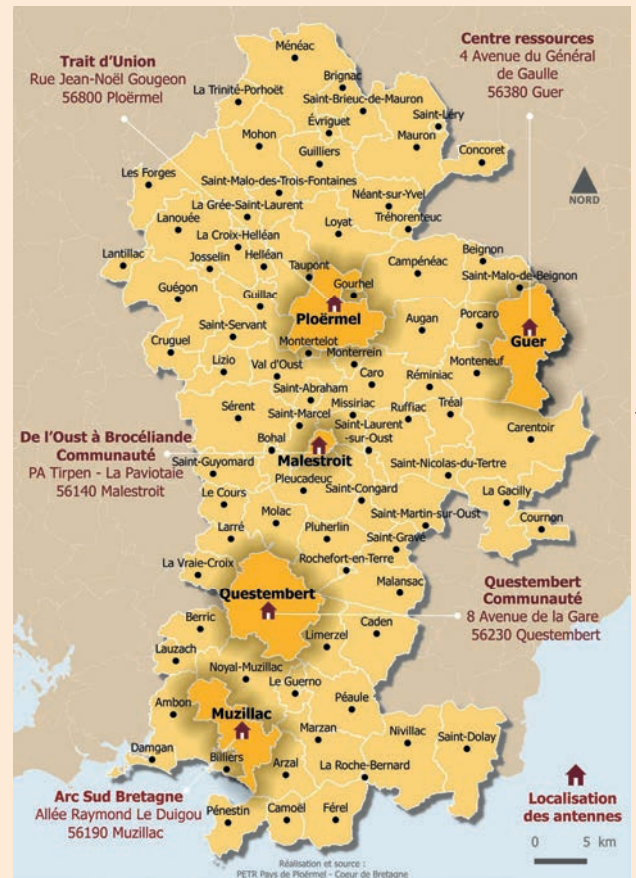 Trait d'Union
Rue Jean-Noël Gougeon
56800 Ploërmel
Centre ressources
4 Avenue du Général
de Gaulle
56380 Guer
Ménéac
Brignac
La Trinité-Porhoët
Saint-Brieuc-de-Mauron
Saint-Léry
Évriguet
Mohon
Mauron
Guilliers
Concoret
Les Forges
Saint-Malo-des-Trois-Fontaines
Néant-sur-Yvel
La Grée-Saint-Laurent
Tréhorenteuc
Lanouée
Loyat
La Croix-Helléan
Lantillac
Josselin
Helléan
Beignon
Taupont
Campénéac
Saint-Malo-de-Beignon
Gourhel
Guégon
Guillac
Ploërmel
Augan
Porcaro
Guer
Saint-Servant
Cruguel
Montertelot
Monterrein
Lizio
Val d'Oust
Caro
Réminiac
Monteneuf
Saint-Abraham
Sérent
Missiriac
Ruffiac
Tréal
Saint-Marcel
Saint-Laurent
-sur-Oust
Carentoir
Bohal
Malestroit
De l'Oust à Brocéliande
Communauté
PA Tirpen - La Paviotaie
56140 Malestroit
Saint-Guyomard
Saint-Nicolas-du-Tertre
Pleucadeuc
Le Cours
Saint-Congard
La Gacilly
Molac
Saint-Martin-sur-Oust
Cournon
Larré
Pluherlin
Saint-Gravé
La Vraie-Croix
Rochefort-en-Terre
Malansac
Questembert
Questembert
Communauté
8 Avenue de la Gare
56230 Questembert
Berric
Caden
Limerzel
Lauzach
Noyal-Muzillac
Le Guerno
Ambon
Muzillac
Péaule
Marzan
Nivillac
Saint-Dolay
Damgan
Billiers
Arzal
La Roche-Bernard
Arc Sud Bretagne
Allée Raymond Le Duigou
56190 Muzillac
Pénestin
Camoël
Férel
NORD
Localisation
des antennes
0 5 km
Réalisation et source :
PETR Pays de Ploërmel - Coeur de Bretagne